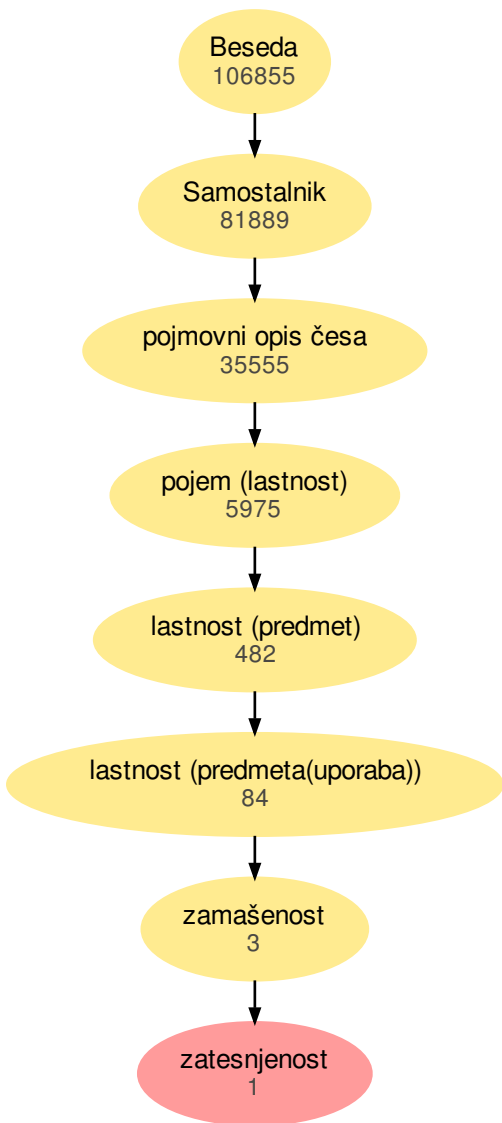 Beseda
106855
Samostalnik
81889
pojmovni opis česa
35555
pojem (lastnost)
5975
lastnost (predmet)
482
lastnost (predmeta(uporaba))
84
zamašenost
3
zatesnjenost
1